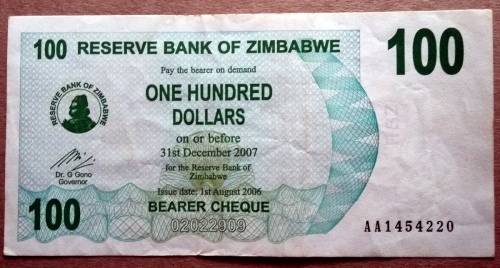 100 RESERVE BANK OF ZIMBABWE 100
Pay the bearer on demand
RESERVE BANK OF ZIMBABWE
ONE HUNDRED
DOLLARS
on or before
31st December 2007
for the Reserve Bank of
Zimbabwe
Dr. G Gono
Governor
Issue date; 1st August 2006
100 BEARER CHEQUE
02022909
AA1454220